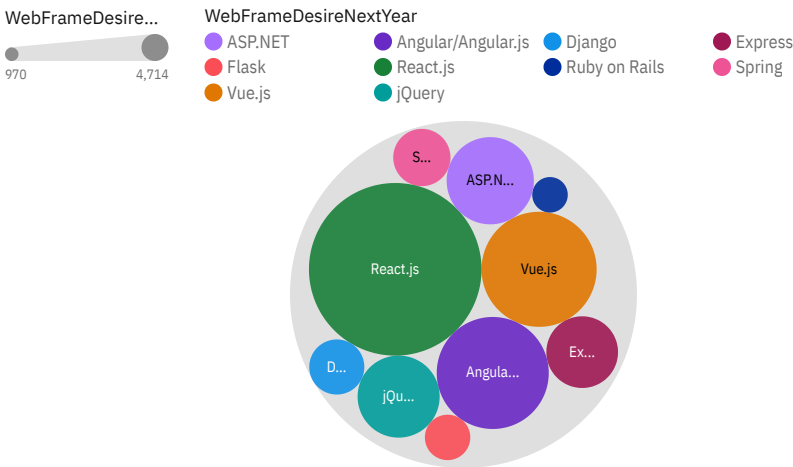 WebFrameDesire...
970
4,714
WebFrameDesireNextYear
ASP.NET
Angular/Angular.js
Django
Express
Flask
React.js
Ruby on Rails
Spring
Vue.js
jQuery
S...
ASP.N...
React.js
Vue.js
D...
jQu...
Angula...
Ex...